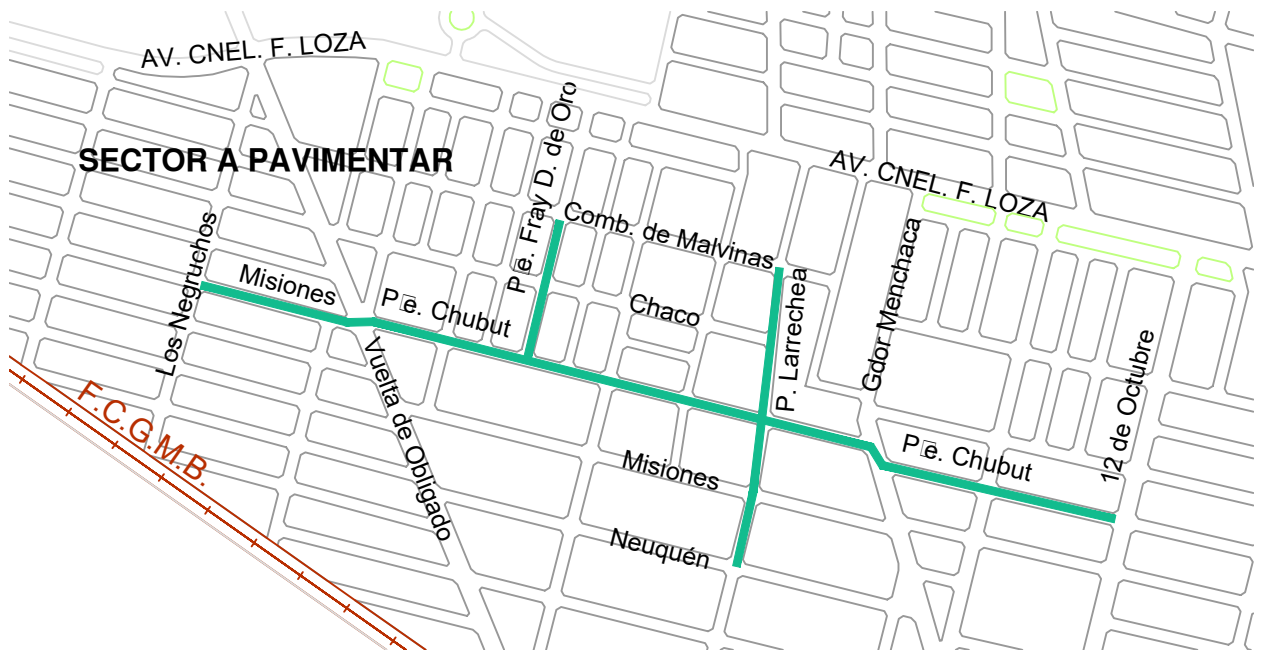 AV. CNEL. F. LOZA
SECTOR A PAVIMENTAR
Pje. Fray D. de Oro
AV. CNEL. F. LOZA
Comb. de Malvinas
Los Negruchos
Misiones
Pje. Chubut
Chaco
P. Larrechea
Gdor Menchaca
12 de Octubre
Vuelta de Obligado
F.C.G.M.B.
Misiones
Pje. Chubut
Neuquén